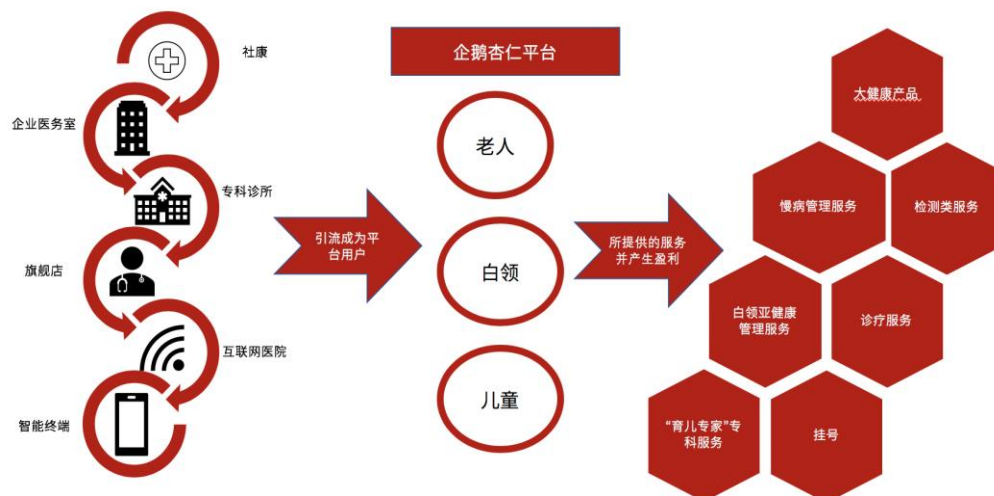 社康
企业医务室
专科诊所
旗舰店
互联网医院
智能终端
引流成为平
台用户
企鹅杏仁平台
老人
白领
儿童
所提供的服务
并产生盈利
大健康产品
慢病管理服务
检测类服务
白领亚健康
管理服务
诊疗服务
“育儿专家”专
科服务
挂号